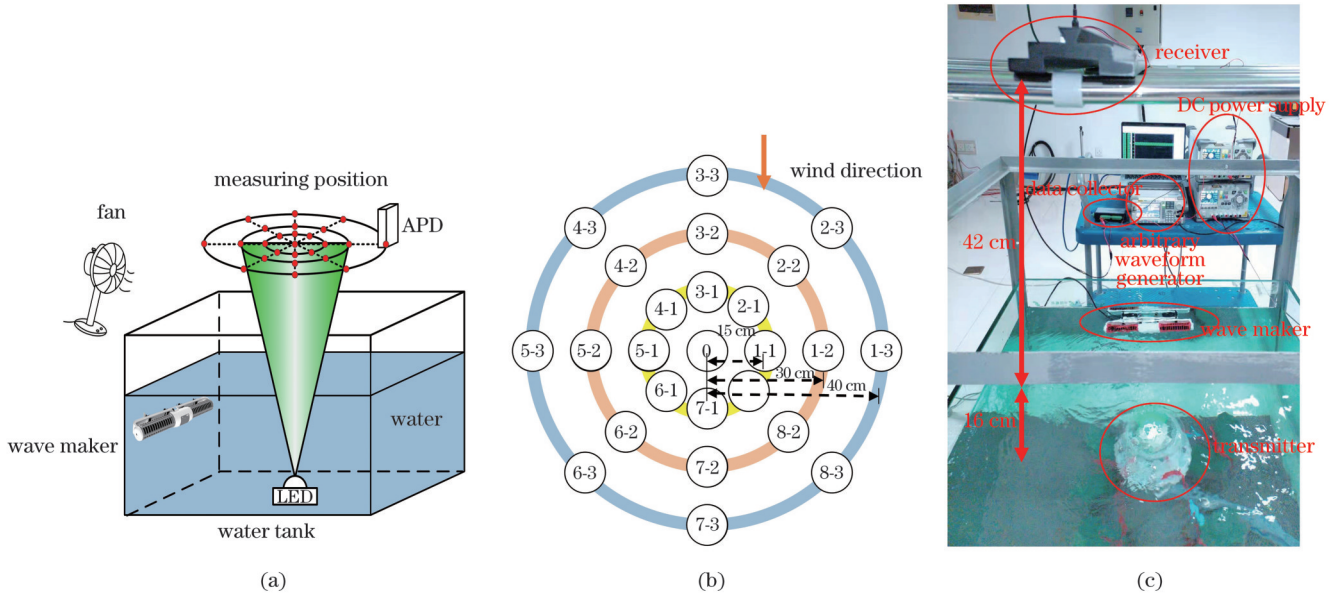 measuring position
fan
APD
wave maker
water
LED
water tank
(a)
wind direction
3-3
4-3
2-3
3-2
4-2
2-2
3-1
4-1
2-1
15 cm
5-3
5-2
5-1
0
1-1
1-2
1-3
30 cm
40 cm
6-1
7-1
6-2
8-2
7-2
6-3
8-3
7-3
(b)
receiver
DC power supply
data collector
42 cm
arbitrary
waveform
generator
wave maker
16 cm
transmitter
(c)